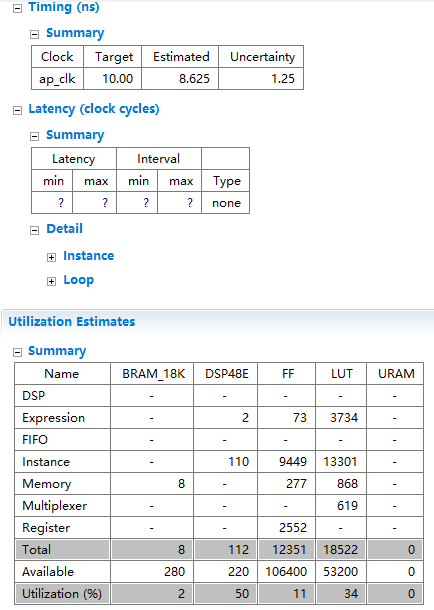 Timing (ns)
Summary
Clock Target Estimated Uncertainty
ap_clk 10.00 8.625 1.25
Latency (clock cycles)
Summary
Latency Interval
min max min max Type
? ? ? ? none
Detail
Instance
Loop
Utilization Estimates
Summary
Name BRAM_18K DSP48E FF LUT URAM
DSP - - - - -
Expression - 2 73 3734 -
FIFO - - - - -
Instance - 110 9449 13301 -
Memory 8 - 277 868 -
Multiplexer - - - 619 -
Register - - 2552 - -
Total 8 112 12351 18522 0
Available 280 220 106400 53200 0
Utilization (%) 2 50 11 34 0